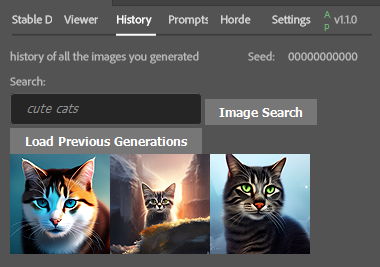 Stable D Viewer History Prompts Horde Settings Ap v1.1.0
history of all the images you generated Seed: 00000000000
Search:
cute cats Image Search
Load Previous Generations